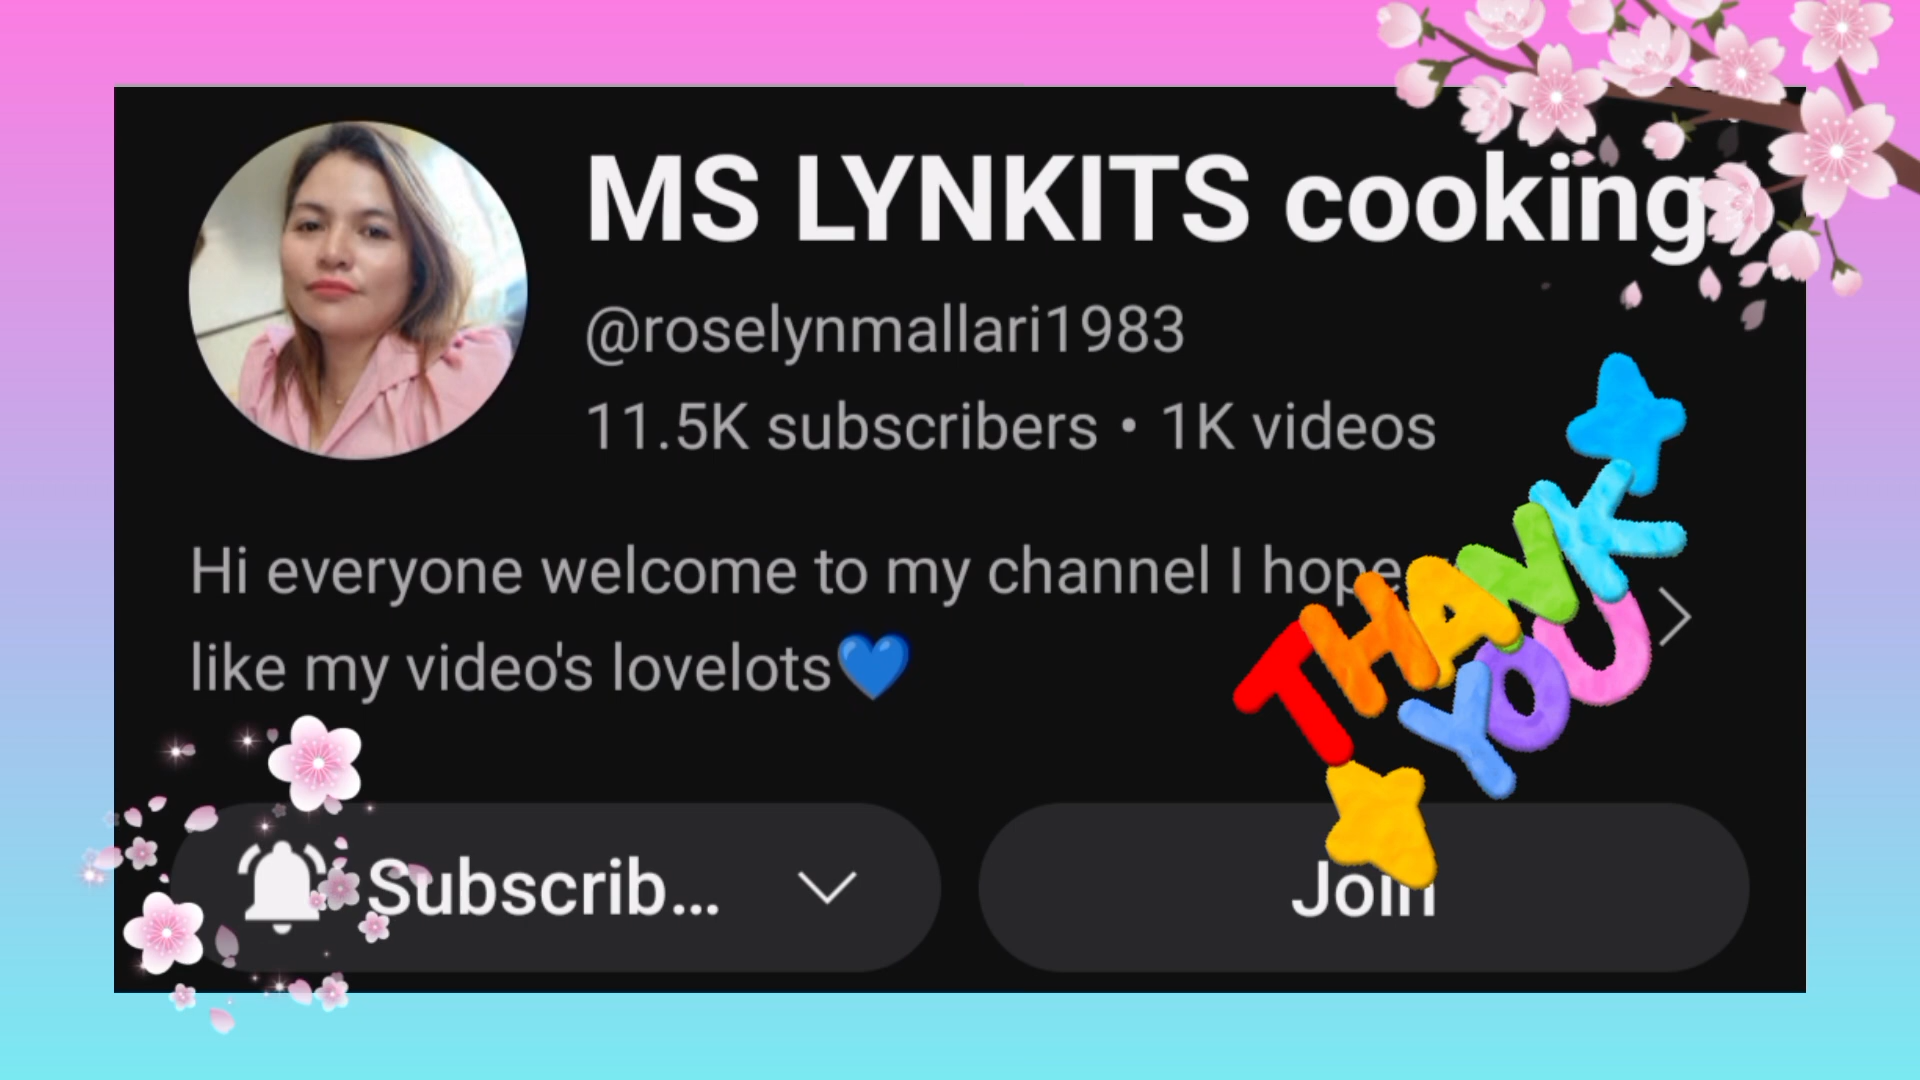 MS LYNKITS cooking
@roselynmallari1983
11.5K subscribers • 1K videos
Hi everyone welcome to my channel I hope
like my video's lovelots💙
THANK
YOU
Subscrib...
Join